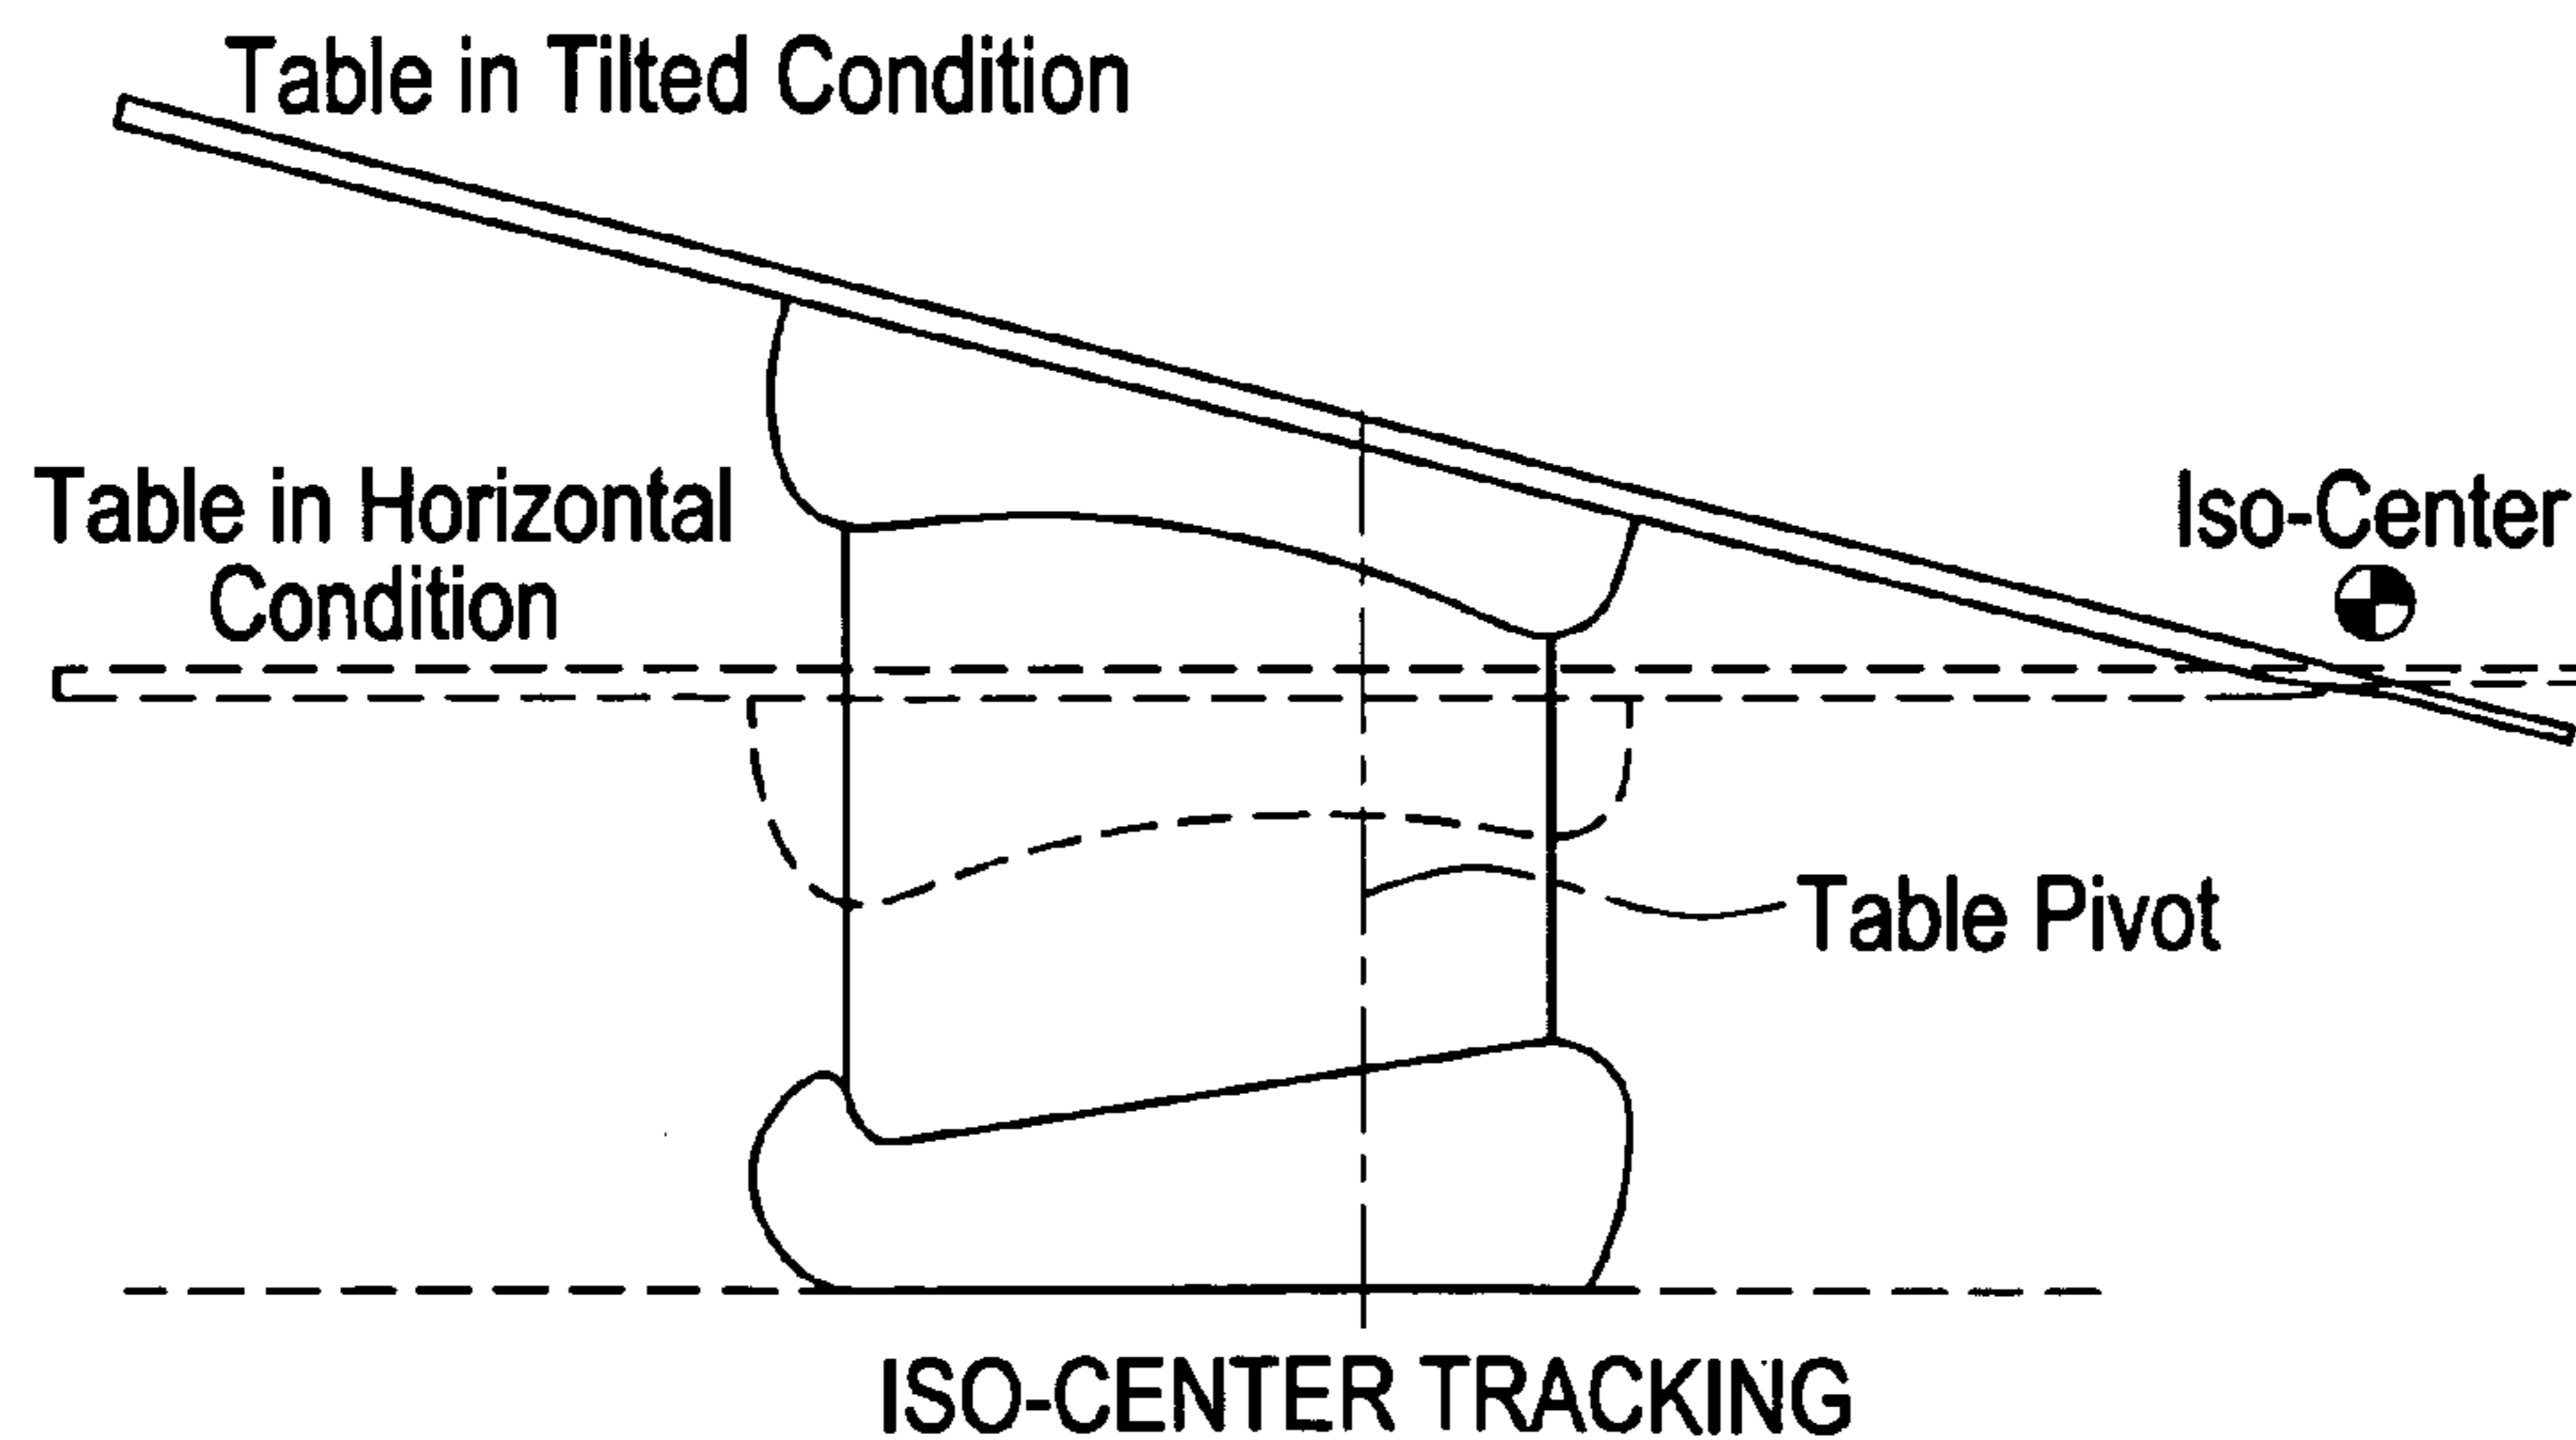 Table in Tilted Condition
Table in Horizontal
Condition
Iso-Center
Table Pivot
ISO-CENTER TRACKING